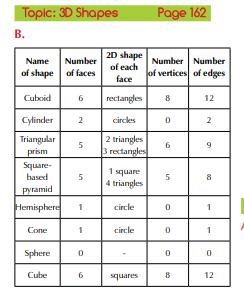 Topic: 3D Shapes Page 162
B.
Name of shape | Number of faces | 2D shape of each face | Number of vertices | Number of edges
Cuboid | 6 | rectangles | 8 | 12
Cylinder | 2 | circles | 0 | 2
Triangular prism | 5 | 2 triangles 3 rectangles | 6 | 9
Square-based pyramid | 5 | 1 square 4 triangles | 5 | 8
Hemisphere | 1 | circle | 0 | 1
Cone | 1 | circle | 0 | 1
Sphere | 0 | - | 0 | 0
Cube | 6 | squares | 8 | 12